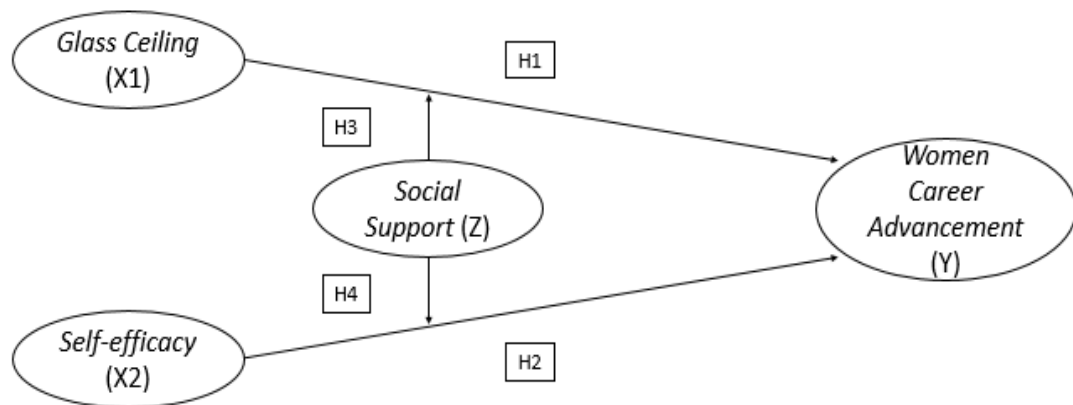 Glass Ceiling
(X1)
H1
H3
Social
Support (Z)
Women
Career
Advancement
(Y)
H4
Self-efficacy
(X2)
H2